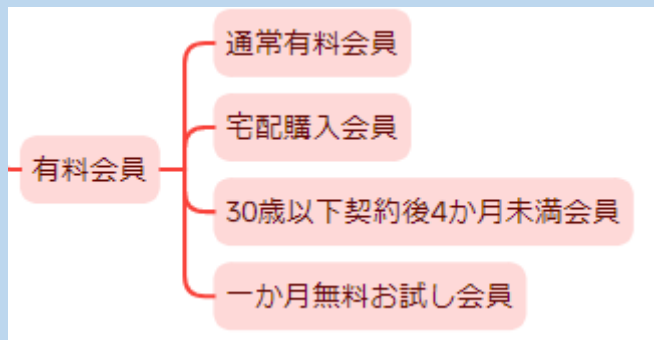 通常有料会員
宅配購入会員
有料会員
30歳以下契約後4か月未満会員
一か月無料お試し会員